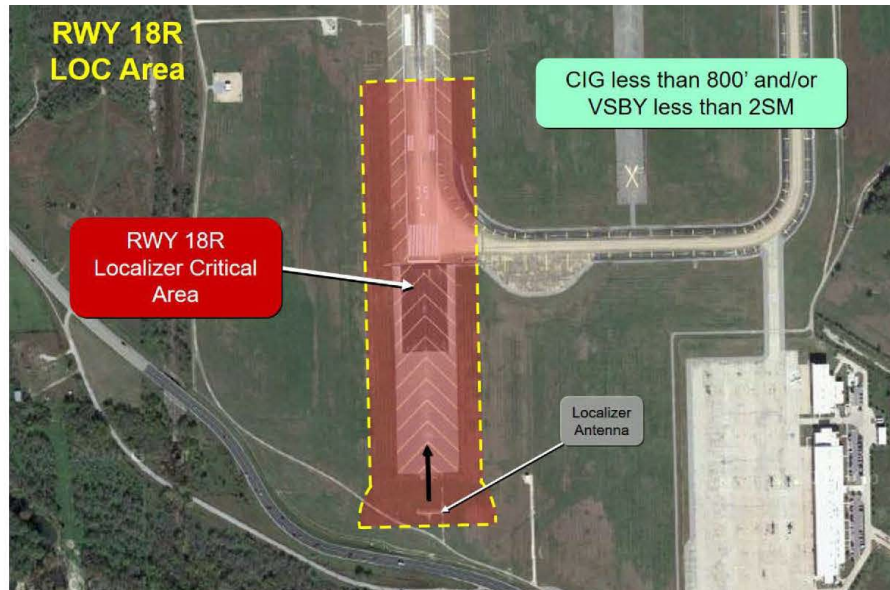 RWY 18R
LOC Area
CIG less than 800' and/or
VSBY less than 2SM
RWY 18R
Localizer Critical
Area
35
L
X
Localizer
Antenna